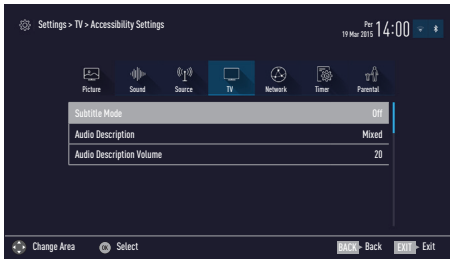 Settings > TV > Accessibility Settings
Per
19 Mar 2015
14:00
Picture Sound Source TV Network Timer Parental
Subtitle Mode Off
Audio Description Mixed
Audio Description Volume 20
Change Area OK Select BACK Back EXIT Exit